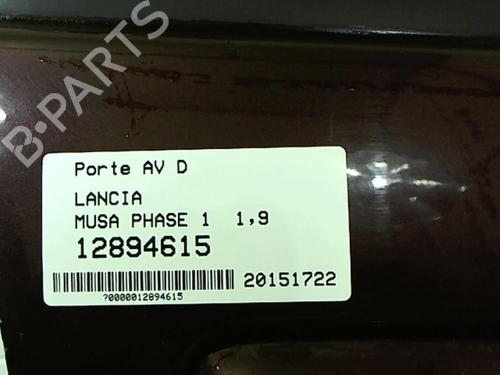 B-PARTS
Porte AV D
LANCIA
MUSA PHASE 1 1,9
12894615
20151722
?0000012894615